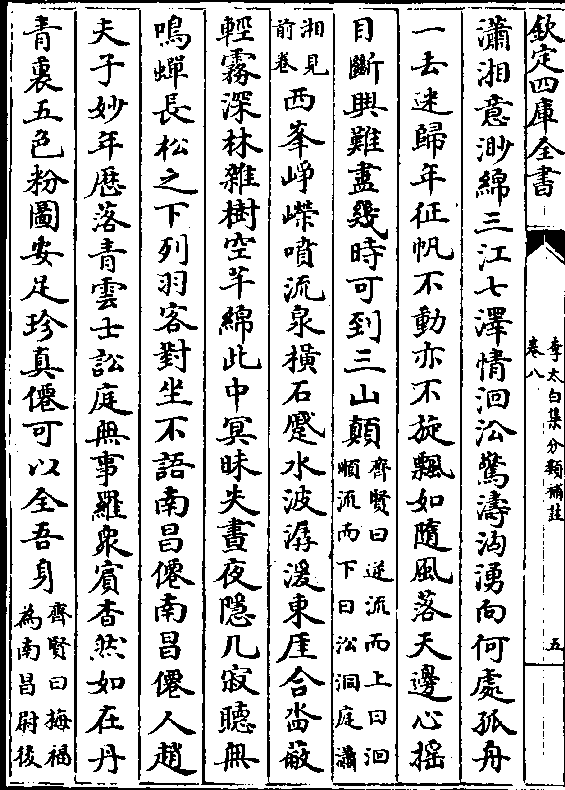 欽定四庫全書
李太白集分類補註
卷八
五
瀟湘意渺綿三江七澤情洄沿驚濤洶湧向何處孤舟
一去迷歸年征帆不動亦不旋飄如隨風落天邊心揺
目斷興難盡幾時可到三山顛
齊賢曰逆流而上曰洄
順流而下曰沿洞庭瀟
湘見
前卷
西峯崢嶸噴流泉橫石蹙水波潺湲東厓合沓蔽
輕霧深林雜樹空芊綿此中冥昧失晝夜隱几寂聽無
鳴蟬長松之下列羽客對坐不語南昌僊南昌僊人趙
夫子妙年歴落青雲士訟庭無事羅衆賓杳然如在丹
青裏五色粉圖安足珍真僊可以全吾身
齊賢曰梅福
為南昌尉後